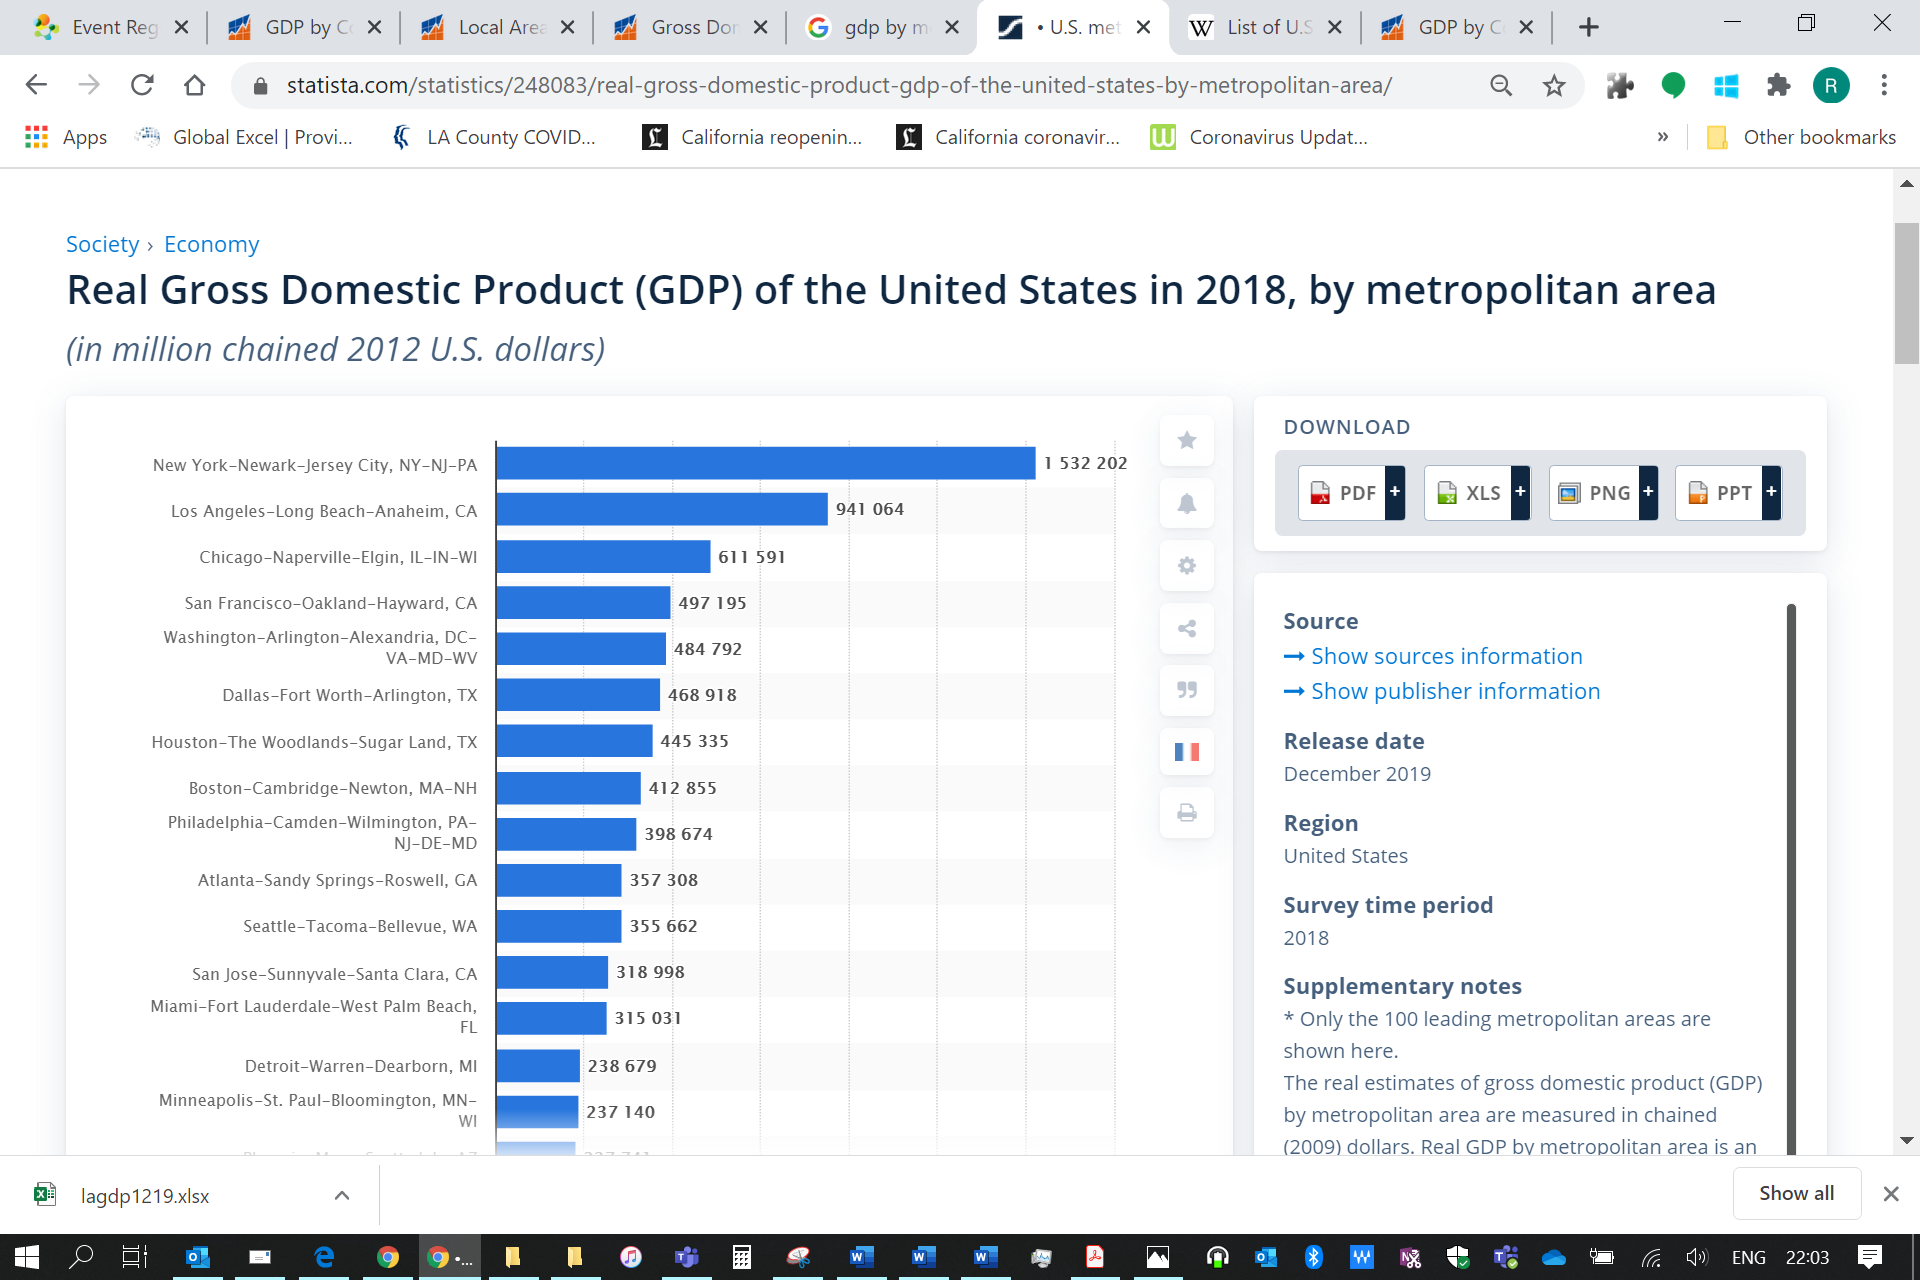 Event Reg
GDP by Co
Local Area
Gross Dom
gdp by m
• U.S. met
List of U.S
GDP by Co
statista.com/statistics/248083/real-gross-domestic-product-gdp-of-the-united-states-by-metropolitan-area/
R
Apps
Global Excel | Provi...
LA County COVID...
California reopenin...
California coronavir...
Coronavirus Updat...
»
Other bookmarks
Society › Economy
Real Gross Domestic Product (GDP) of the United States in 2018, by metropolitan area
(in million chained 2012 U.S. dollars)
New York-Newark-Jersey City, NY-NJ-PA 1 532 202
Los Angeles-Long Beach-Anaheim, CA 941 064
Chicago-Naperville-Elgin, IL-IN-WI 611 591
San Francisco-Oakland-Hayward, CA 497 195
Washington-Arlington-Alexandria, DC-
VA-MD-WV 484 792
Dallas-Fort Worth-Arlington, TX 468 918
Houston-The Woodlands-Sugar Land, TX 445 335
Boston-Cambridge-Newton, MA-NH 412 855
Philadelphia-Camden-Wilmington, PA-
NJ-DE-MD 398 674
Atlanta-Sandy Springs-Roswell, GA 357 308
Seattle-Tacoma-Bellevue, WA 355 662
San Jose-Sunnyvale-Santa Clara, CA 318 998
Miami-Fort Lauderdale-West Palm Beach,
FL 315 031
Detroit-Warren-Dearborn, MI 238 679
Minneapolis-St. Paul-Bloomington, MN-
WI 237 140
DOWNLOAD
PDF + XLS + PNG + PPT +
Source
Show sources information
Show publisher information
Release date
December 2019
Region
United States
Survey time period
2018
Supplementary notes
* Only the 100 leading metropolitan areas are
shown here.
The real estimates of gross domestic product (GDP)
by metropolitan area are measured in chained
(2009) dollars. Real GDP by metropolitan area is an
lagdp1219.xlsx
Show all
ENG 22:03